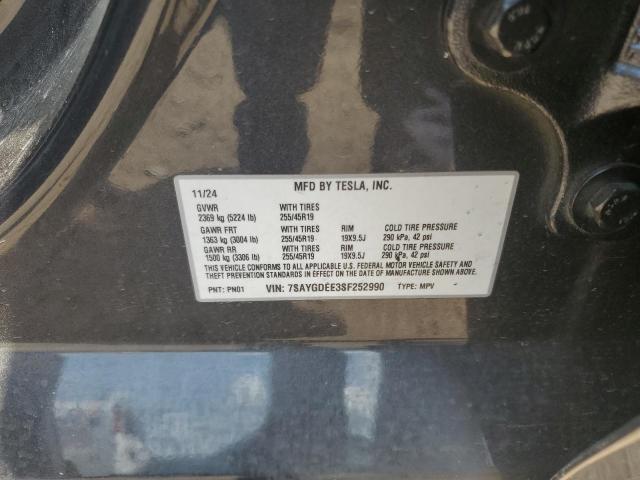 11/24 MFD BY TESLA, INC.
GVWR WITH TIRES
2369 kg (5224 lb) 255/45R19
GAWR FRT WITH TIRES RIM COLD TIRE PRESSURE
1363 kg (3004 lb) 255/45R19 19X9.5J 290 kPa, 42 psi
GAWR RR WITH TIRES RIM COLD TIRE PRESSURE
1500 kg (3306 lb) 255/45R19 19X9.5J 290 kPa, 42 psi
THIS VEHICLE CONFORMS TO ALL APPLICABLE U.S. FEDERAL MOTOR VEHICLE SAFETY AND
THEFT PREVENTION STANDARDS IN EFFECT ON THE DATE OF MANUFACTURE SHOWN ABOVE.
PNT: PN01 VIN: 7SAYGDEE3SF252990 TYPE: MPV